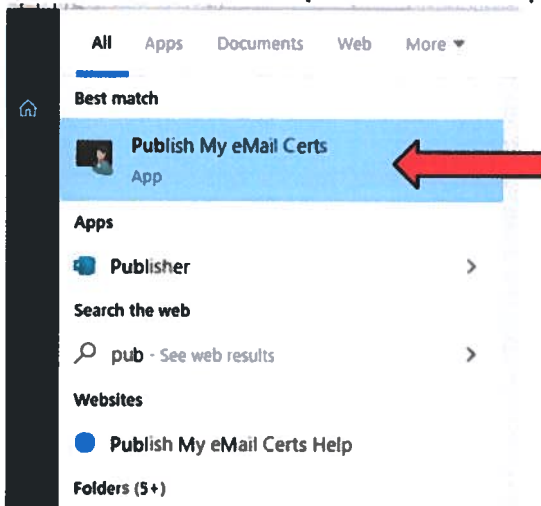 All Apps Documents Web More
Best match
Publish My eMail Certs
App
Apps
Publisher
Search the web
pub - See web results
Websites
Publish My eMail Certs Help
Folders (5+)